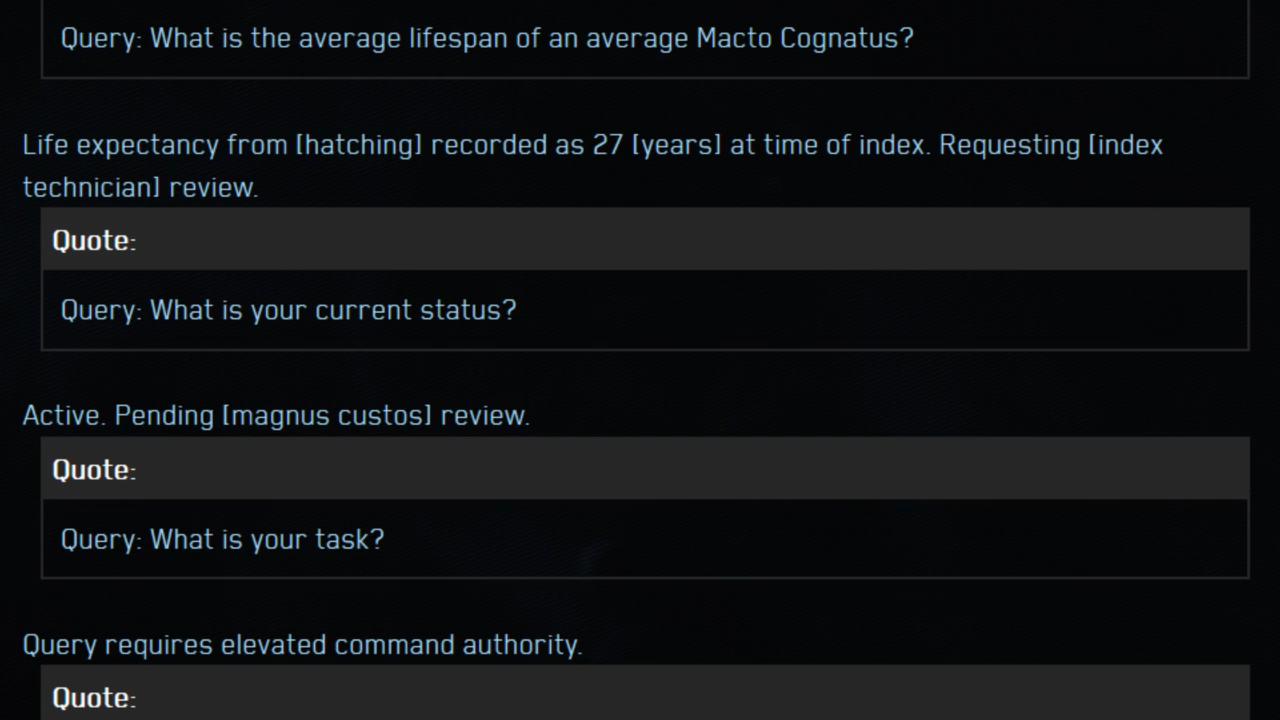 Query: What is the average lifespan of an average Macto Cognatus?
Life expectancy from [hatching] recorded as 27 [years] at time of index. Requesting [index
technician] review.
Quote:
Query: What is your current status?
Active. Pending [magnus custos] review.
Quote:
Query: What is your task?
Query requires elevated command authority.
Quote: